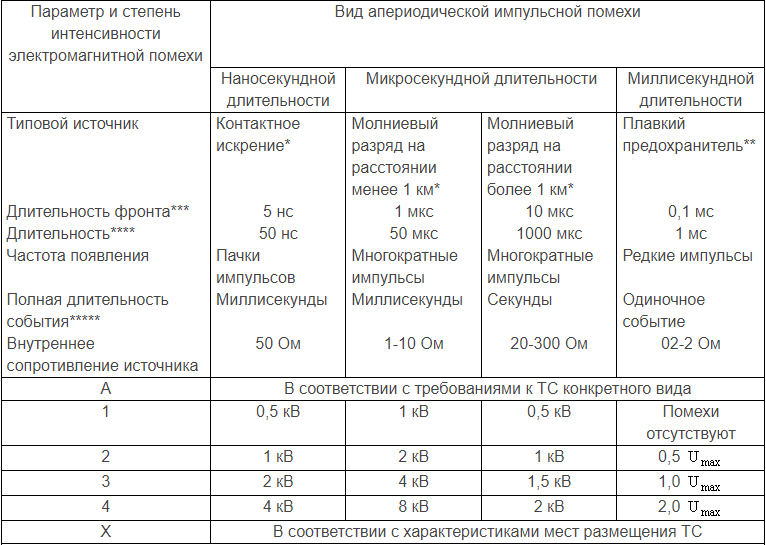 Параметр и степень интенсивности электромагнитной помехи
Вид апериодической импульсной помехи
Наносекундной длительности
Микросекундной длительности
Миллисекундной длительности
Типовой источник
Контактное искрение*
Молниевый разряд на расстоянии менее 1 км*
Молниевый разряд на расстоянии более 1 км*
Плавкий предохранитель**
Длительность фронта*** 5 нс 1 мкс 10 мкс 0,1 мс
Длительность**** 50 нс 50 мкс 1000 мкс 1 мс
Частота появления
Пачки импульсов
Многократные импульсы
Многократные импульсы
Редкие импульсы
Полная длительность события*****
Миллисекунды
Миллисекунды
Секунды
Одиночное событие
Внутреннее сопротивление источника
50 Ом 1-10 Ом 20-300 Ом 02-2 Ом
А В соответствии с требованиями к ТС конкретного вида
1 0,5 кВ 1 кВ 0,5 кВ Помехи отсутствуют
2 1 кВ 2 кВ 1 кВ 0,5 Umax
3 2 кВ 4 кВ 1,5 кВ 1,0 Umax
4 4 кВ 8 кВ 2 кВ 2,0 Umax
X В соответствии с характеристиками мест размещения ТС